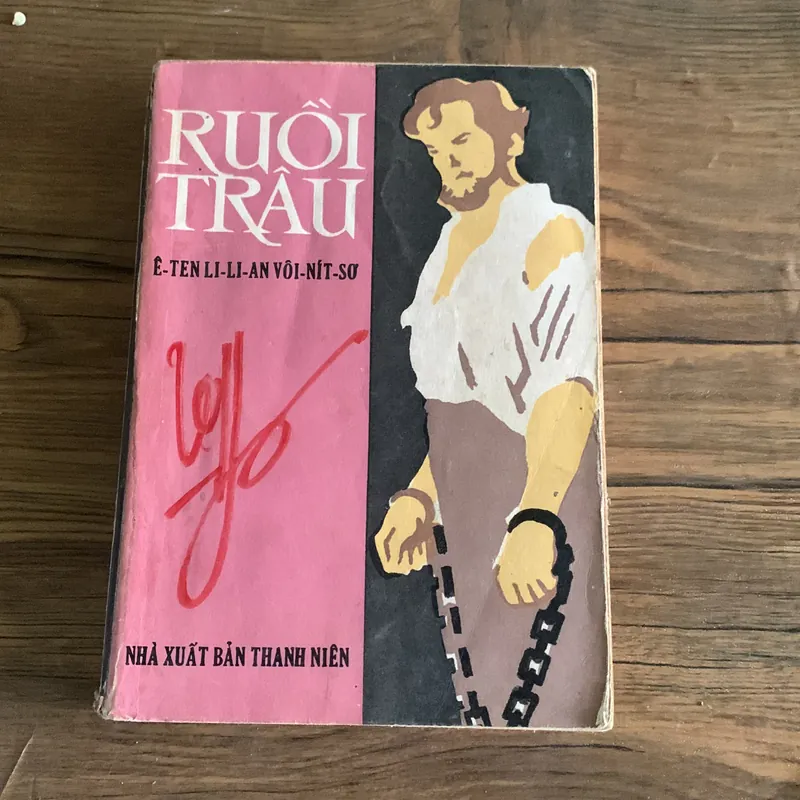 RUỒI
TRÂU
Ê-TEN LI-LI-AN VÔI-NÍT-SƠ
NHÀ XUẤT BẢN THANH NIÊN